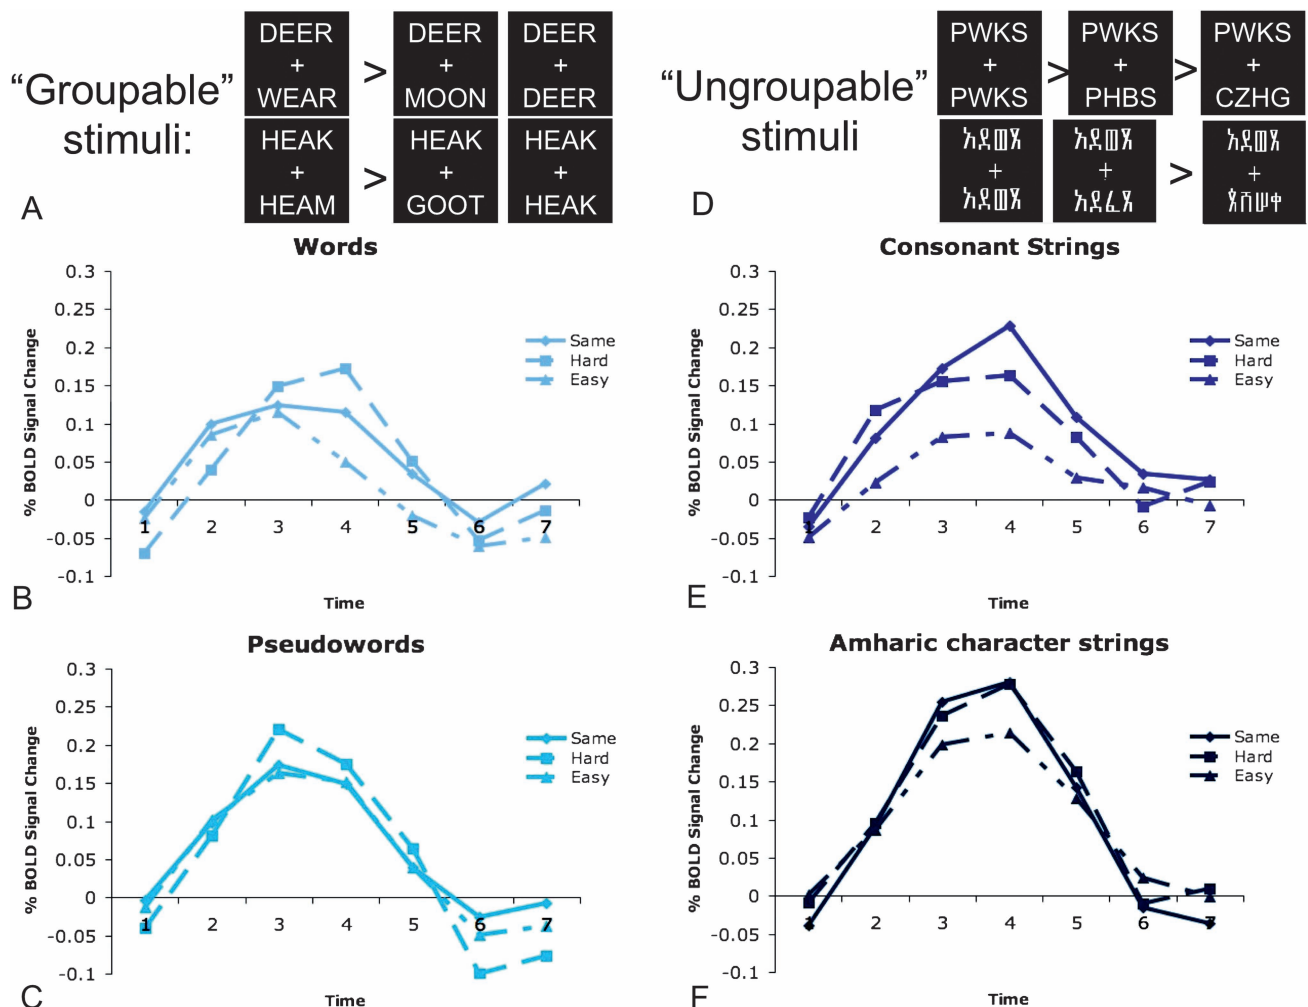 “Groupable”
stimuli:
DEER
+
WEAR
>
DEER
+
MOON
DEER
+
DEER
HEAK
+
HEAM
>
HEAK
+
GOOT
HEAK
+
HEAK
A
“Ungroupable”
stimuli
PWKS
+
PWKS
>
PWKS
+
PHBS
>
PWKS
+
CZHG
+
+
>
+
D
Words
% BOLD Signal Change
0.3
0.25
0.2
0.15
0.1
0.05
0
-0.05
-0.1
1 2 3 4 5 6 7
Time
Same
Hard
Easy
B
Consonant Strings
% BOLD Signal Change
0.3
0.25
0.2
0.15
0.1
0.05
0
-0.05
-0.1
1 2 3 4 5 6 7
Time
Same
Hard
Easy
E
Pseudowords
% BOLD Signal Change
0.3
0.25
0.2
0.15
0.1
0.05
0
-0.05
-0.1
1 2 3 4 5 6 7
Time
Same
Hard
Easy
C
Amharic character strings
% BOLD Signal Change
0.3
0.25
0.2
0.15
0.1
0.05
0
-0.05
-0.1
1 2 3 4 5 6 7
Time
Same
Hard
Easy
F